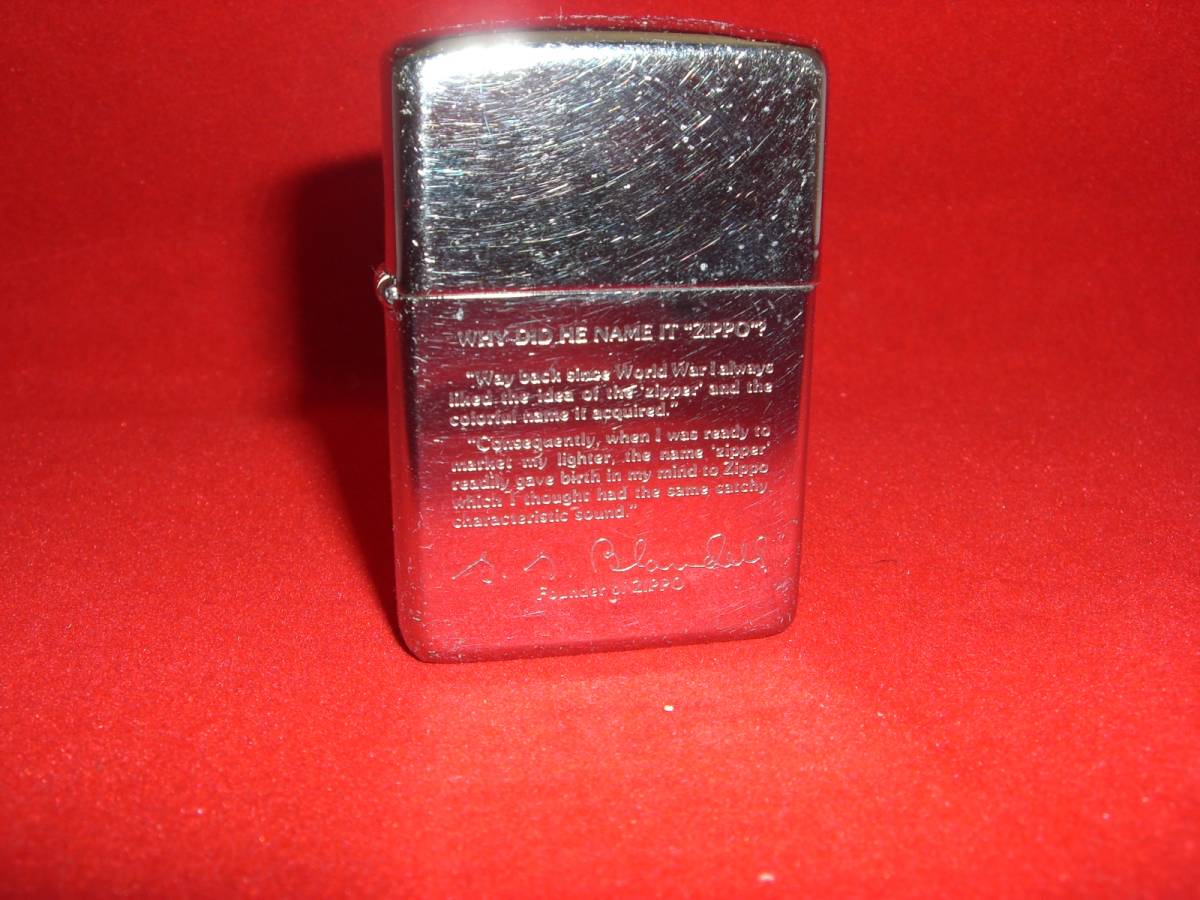 WHY DID HE NAME IT "ZIPPO"?
"Way back since World War I always
liked the idea of the 'zipper' and the
colorful name it acquired."
"Consequently, when I was ready to
market my lighter, the name 'zipper'
readily gave birth in my mind to Zippo
which I thought had the same catchy
characteristic sound."
G. G. Blaisdell
Founder of ZIPPO